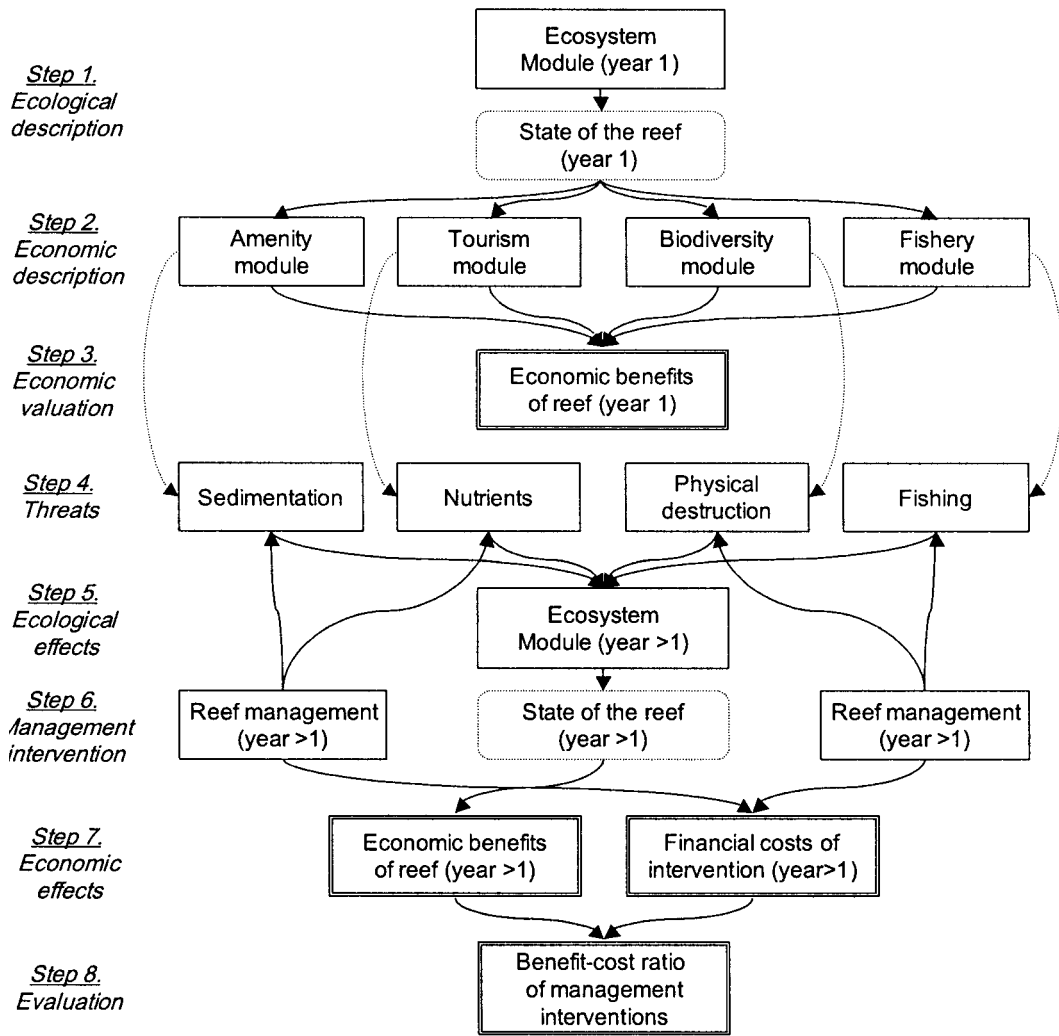 Ecosystem
Module (year 1)
Step 1.
Ecological
description
State of the reef
(year 1)
Step 2.
Economic
description
Amenity
module
Tourism
module
Biodiversity
module
Fishery
module
Step 3.
Economic
valuation
Economic benefits
of reef (year 1)
Step 4.
Threats
Sedimentation
Nutrients
Physical
destruction
Fishing
Step 5.
Ecological
effects
Ecosystem
Module (year >1)
Step 6.
Management
intervention
Reef management
(year >1)
State of the reef
(year >1)
Reef management
(year >1)
Step 7.
Economic
effects
Economic benefits
of reef (year >1)
Financial costs of
intervention (year>1)
Step 8.
Evaluation
Benefit-cost ratio
of management
interventions